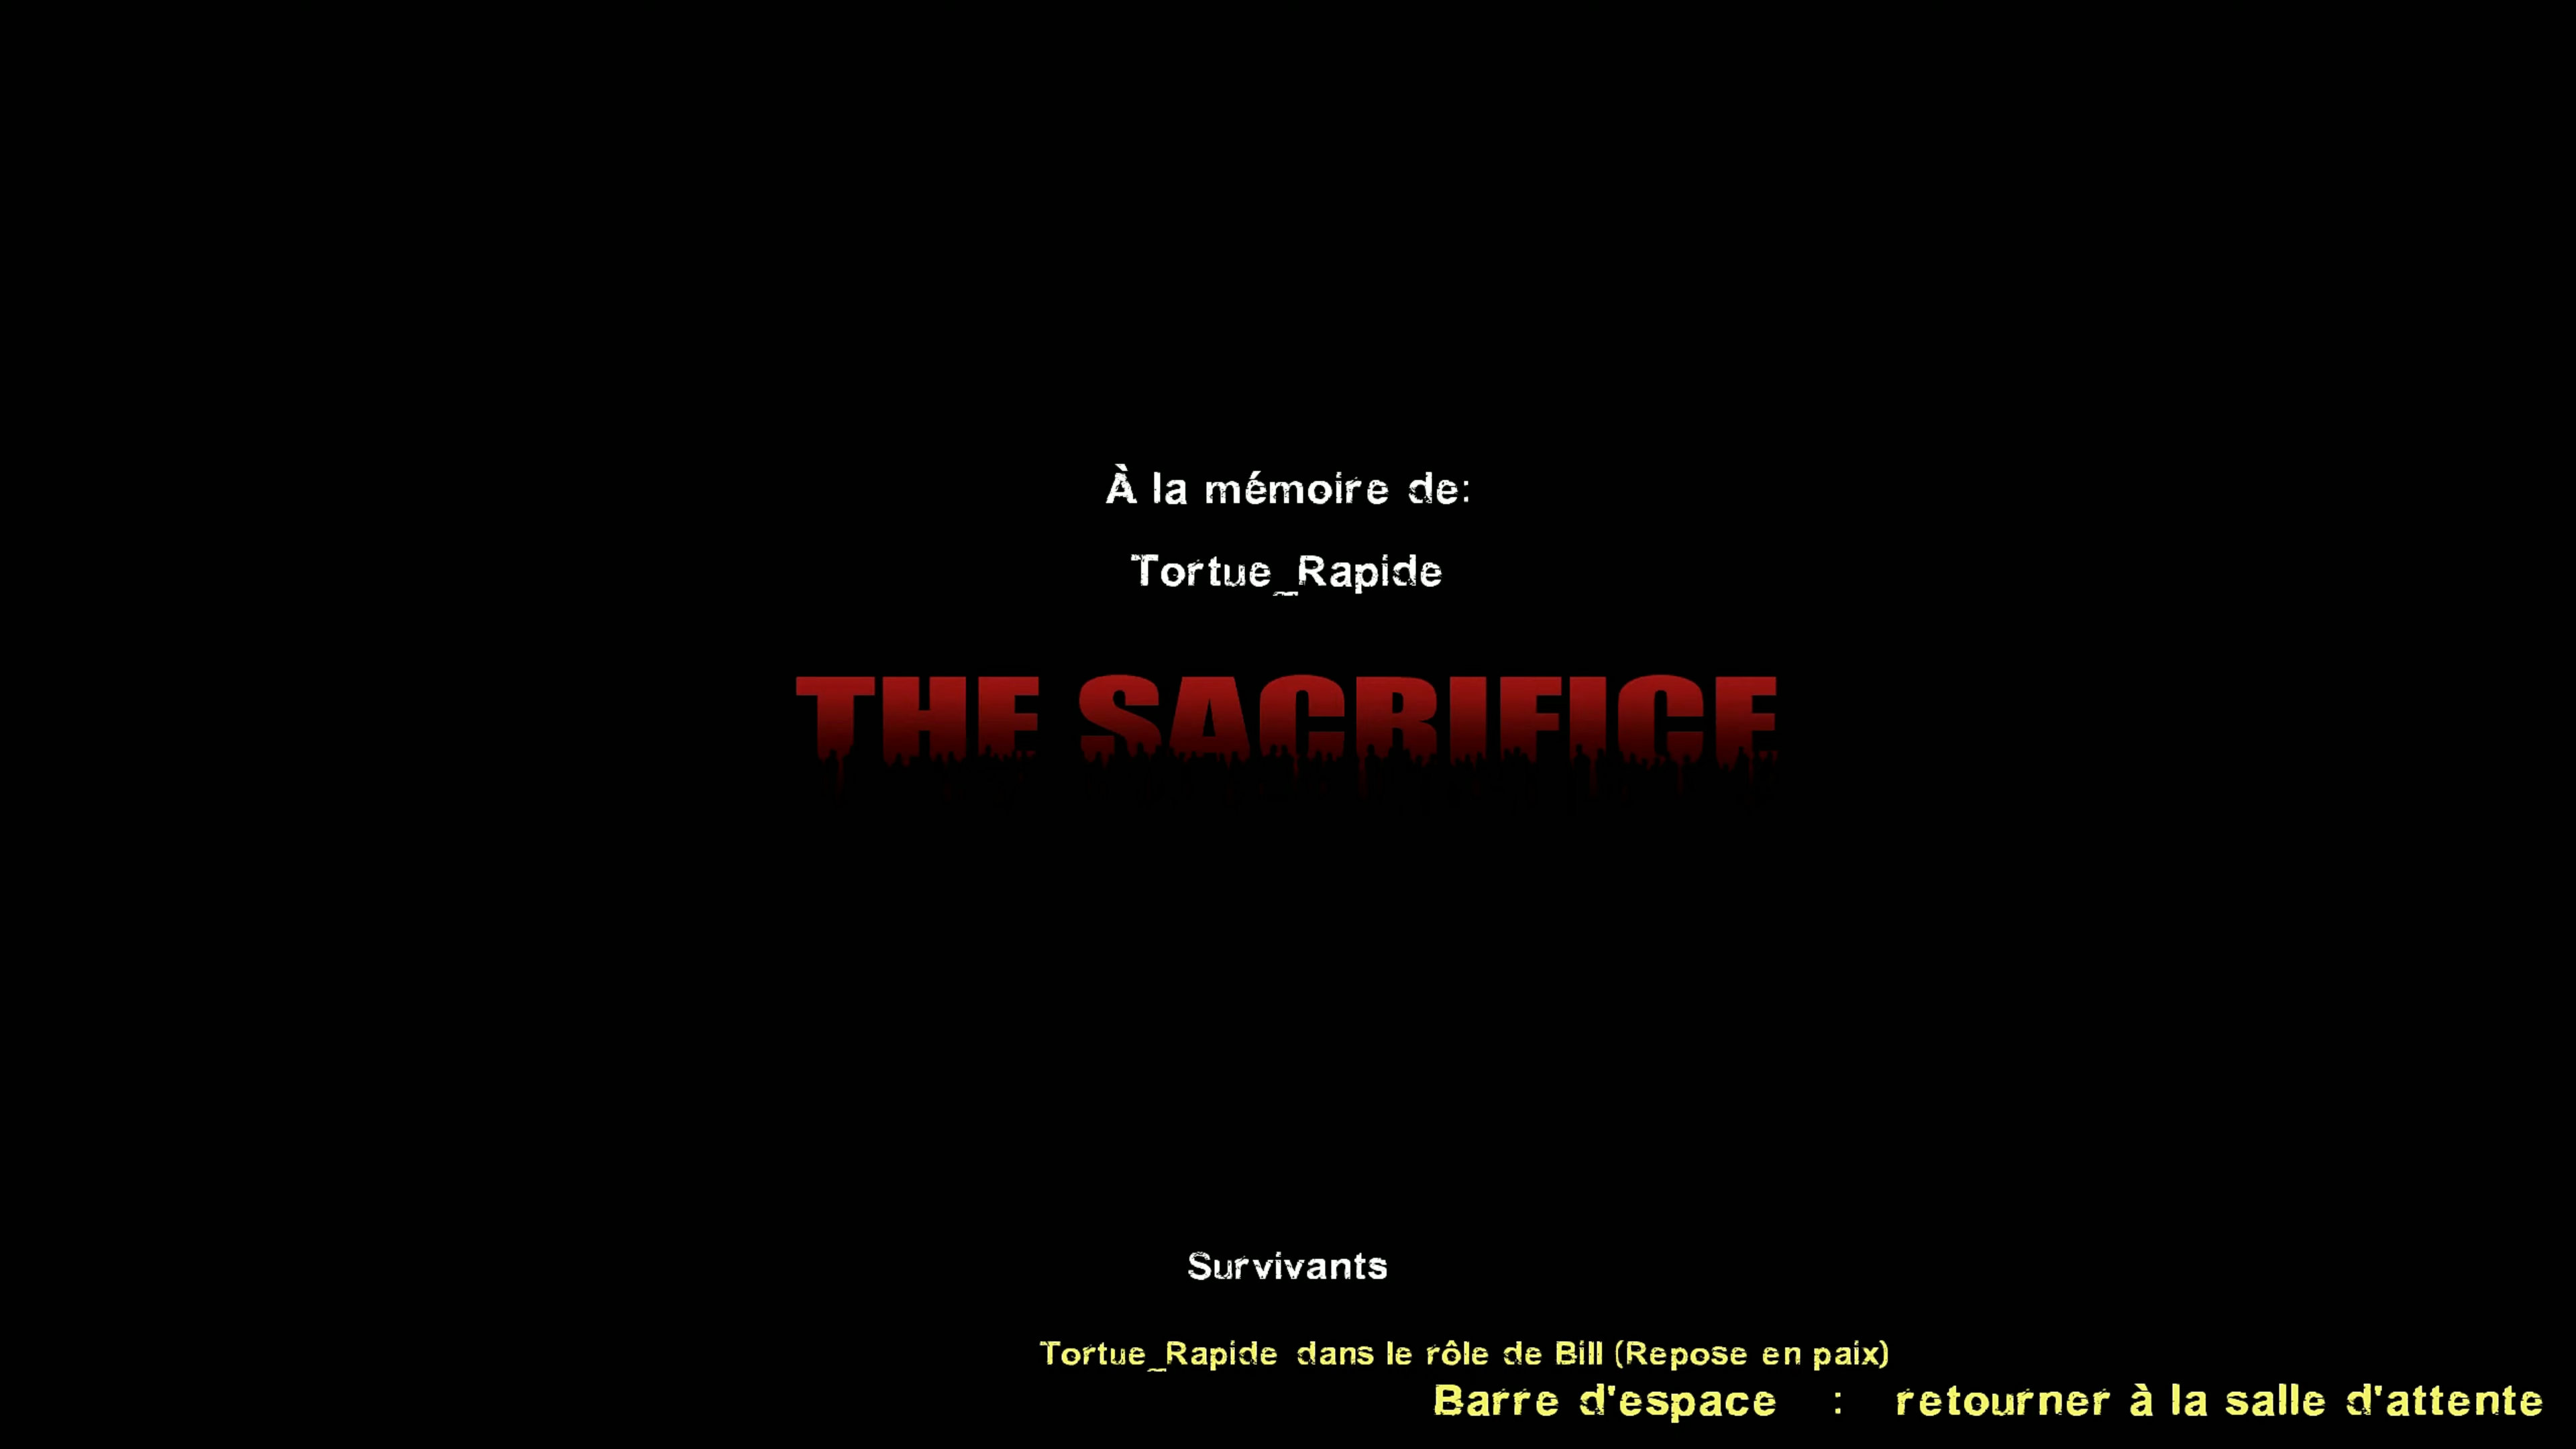 À la mémoire de:
Tortue_Rapide
THE SACRIFICE
Survivants
Tortue_Rapide dans le rôle de Bill (Repose en paix)
Barre d'espace : retourner à la salle d'attente